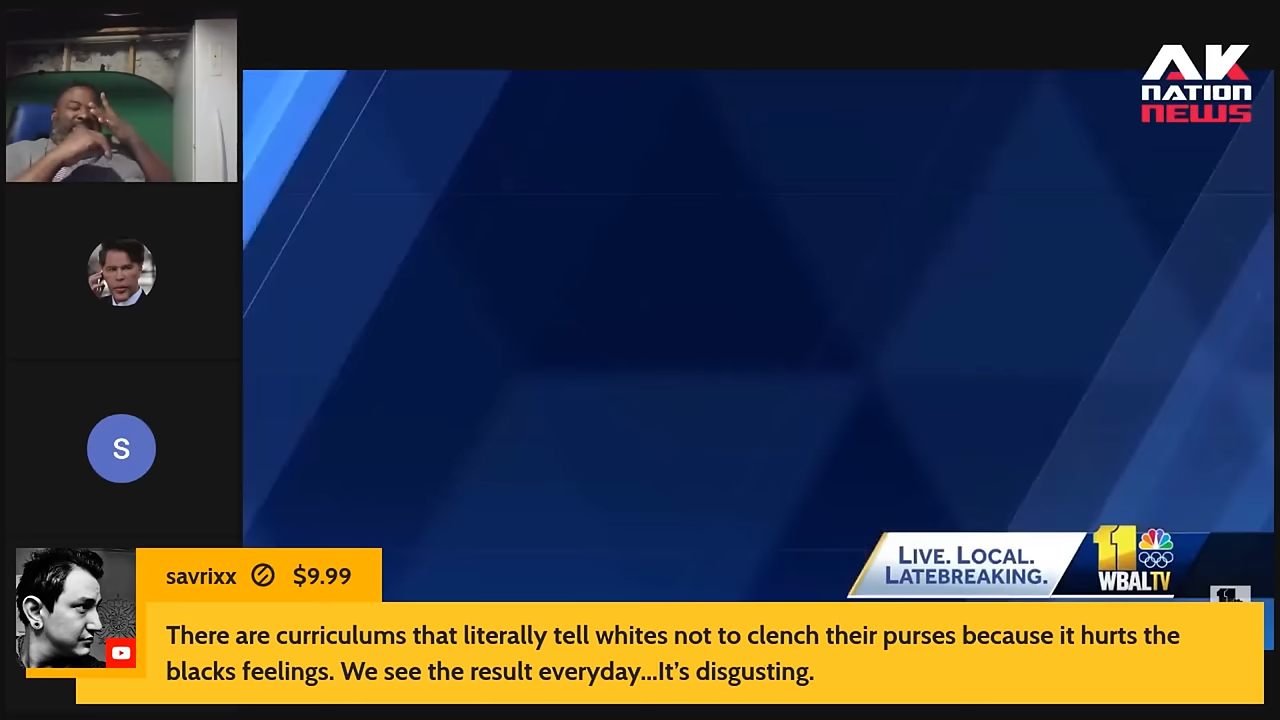 AK
NATION
NEWS
S
LIVE. LOCAL.
LATEBREAKING.
11
WBALTV
savrixx $9.99
There are curriculums that literally tell whites not to clench their purses because it hurts the
blacks feelings. We see the result everyday...It's disgusting.